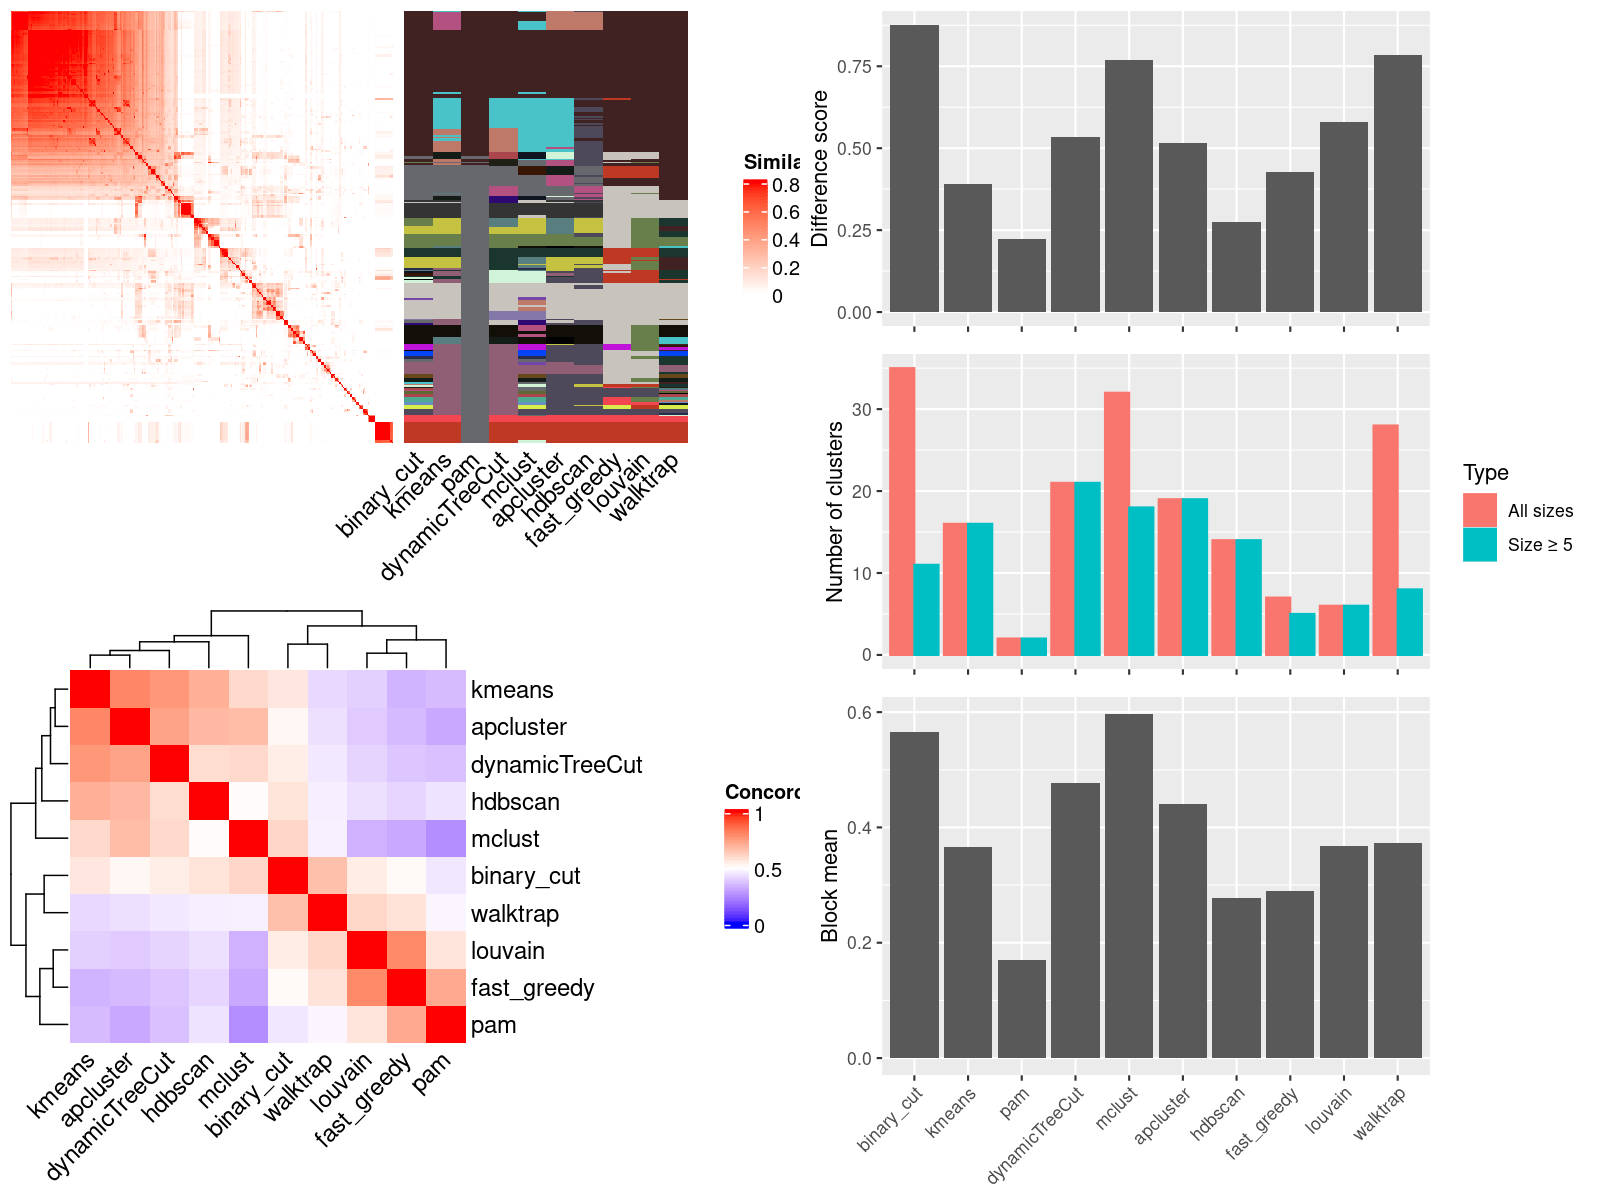 Simila
0.8
0.6
0.4
0.2
0
binary_cut
kmeans
pam
dynamicTreeCut
mclust
apcluster
hdbscan
fast_greedy
louvain
walktrap
Difference score
0.75
0.50
0.25
0.00
Number of clusters
30
20
10
0
Type
All sizes
Size ≥ 5
kmeans
apcluster
dynamicTreeCut
hdbscan
mclust
binary_cut
walktrap
louvain
fast_greedy
pam
kmeans
apcluster
dynamicTreeCut
hdbscan
mclust
binary_cut
walktrap
louvain
fast_greedy
pam
Concord
1
0.5
0
Block mean
0.6
0.4
0.2
0.0
binary_cut
kmeans
pam
dynamicTreeCut
mclust
apcluster
hdbscan
fast_greedy
louvain
walktrap